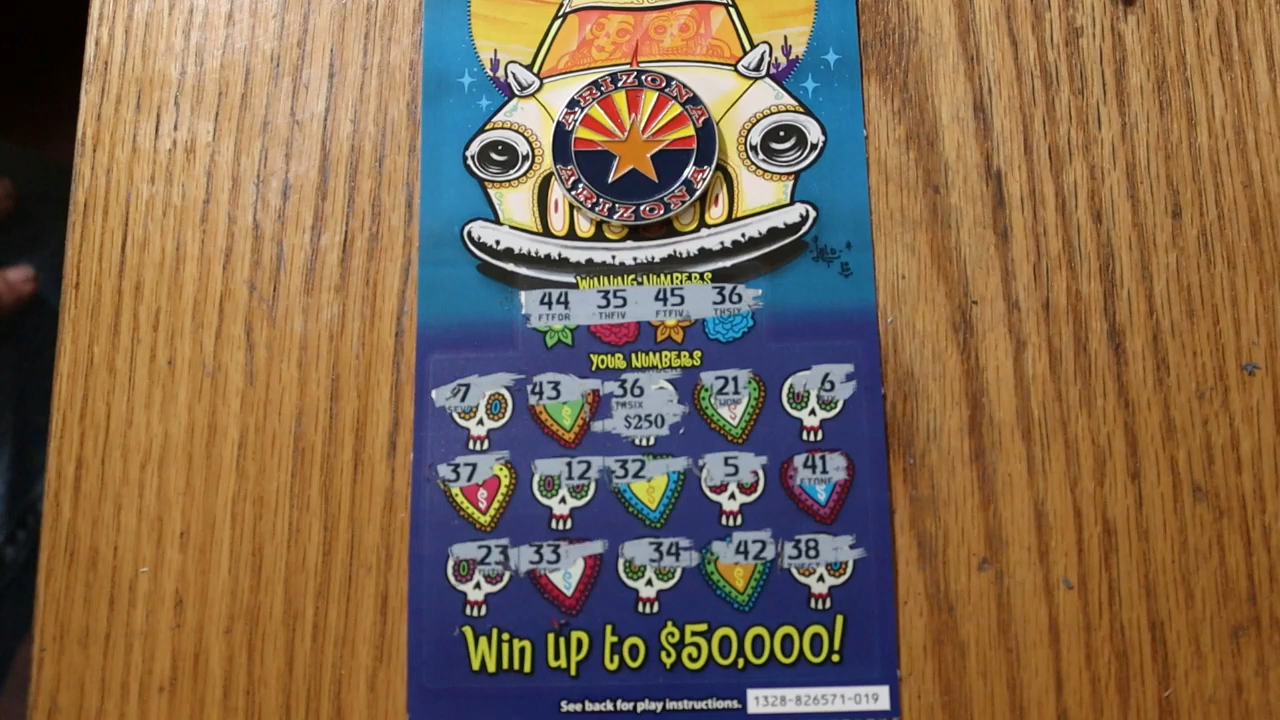 ARIZONA
ARIZONA
WINNING NUMBERS
44 35 45 36
FTFOR THFIV FTFIV THSIX
YOUR NUMBERS
7 43 36 21 6
THSIX
$250
37 12 32 5 41
FTONE
23 33 34 42 38
Win up to $50,000!
See back for play instructions. 1328-826571-019